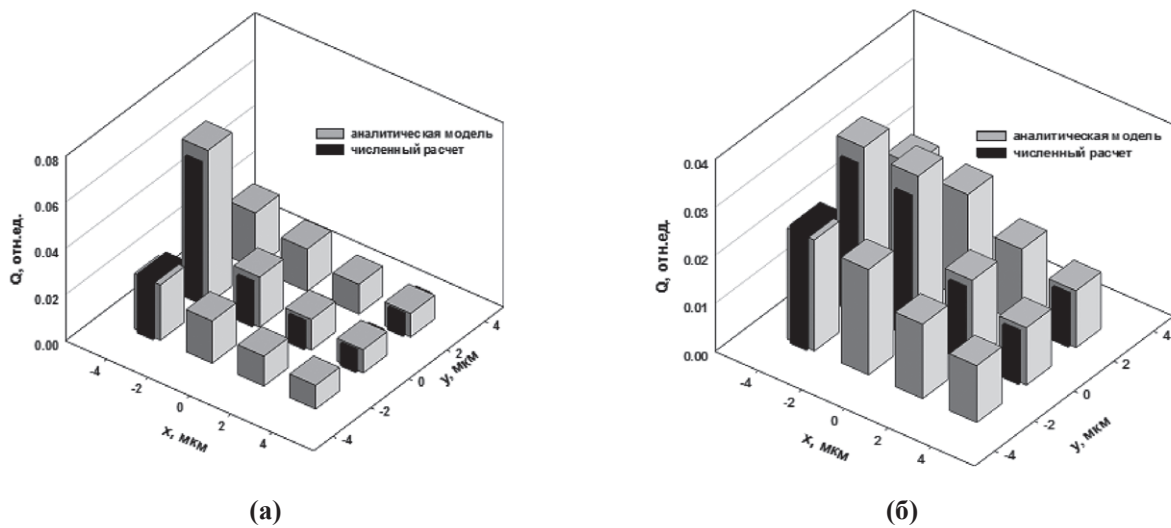 аналитическая модель
численный расчет
0.08
0.06
0.04
0.02
0.00
Q, отн.ед.
-4
-2
0
2
4
x, мкм
-4
-2
0
2
4
y, мкм
(а)
аналитическая модель
численный расчет
0.04
0.03
0.02
0.01
0.00
Q, отн.ед.
-4
-2
0
2
4
x, мкм
-4
-2
0
2
4
y, мкм
(б)